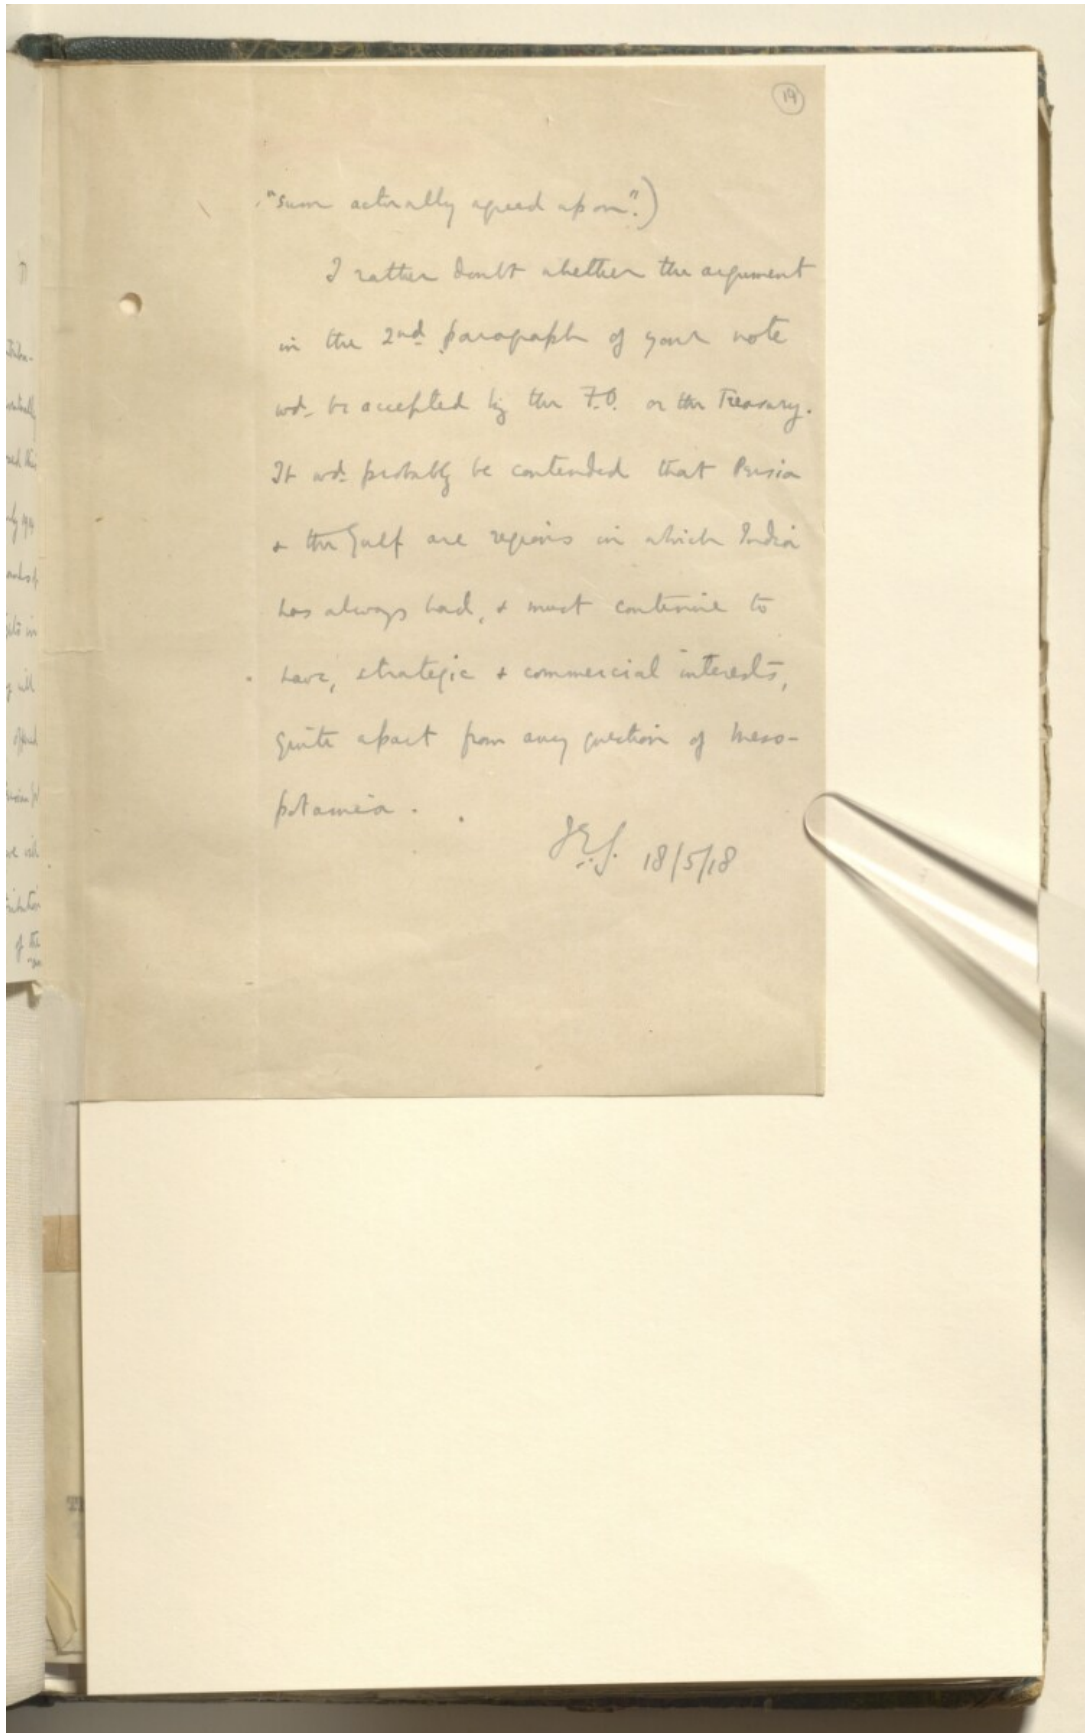 19
"sum actually agreed upon".)
I rather doubt whether the argument
in the 2nd. paragraph of your note
wd. be accepted by the F.O. or the Treasury.
It wd. probably be contended that Persia
& the Gulf are regions in which India
has always had, & must continue to
have, strategic & commercial interests,
quite apart from any question of Meso-
potamia.
J.E.S. 18/5/18